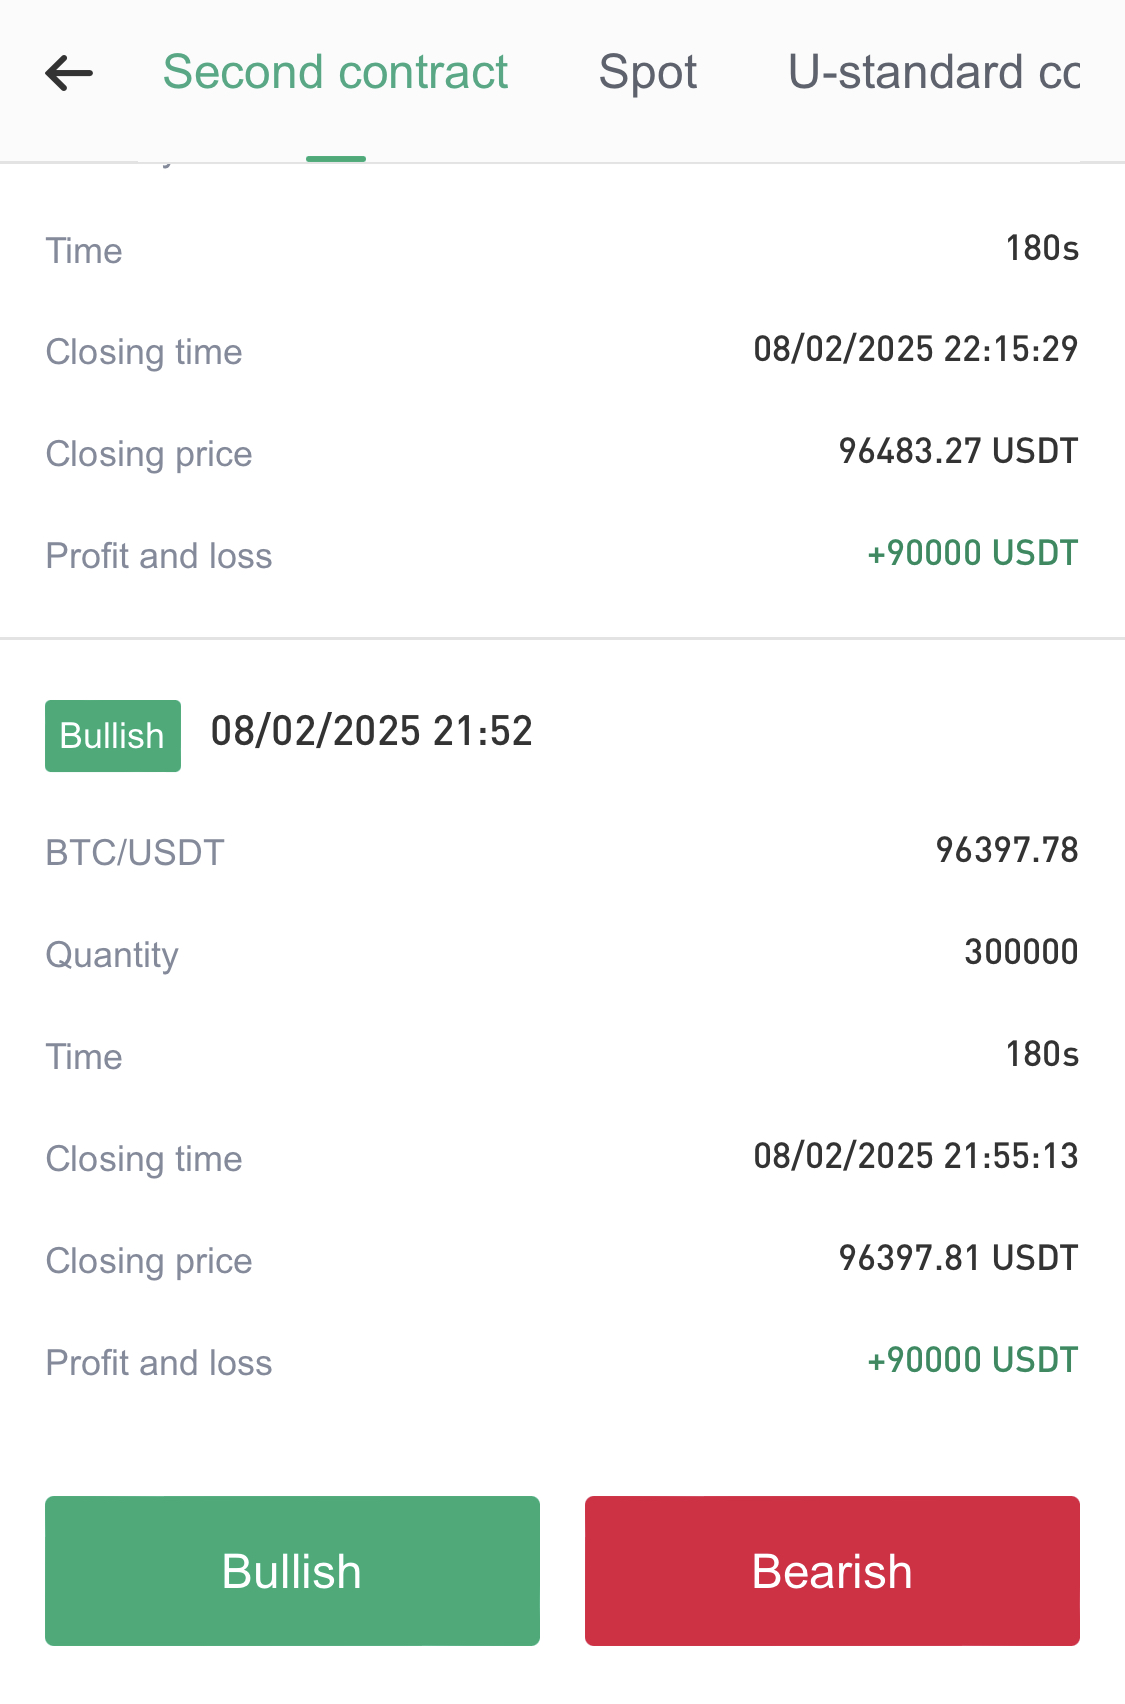 Second contract Spot U-standard co
Time 180s
Closing time 08/02/2025 22:15:29
Closing price 96483.27 USDT
Profit and loss +90000 USDT
Bullish 08/02/2025 21:52
BTC/USDT 96397.78
Quantity 300000
Time 180s
Closing time 08/02/2025 21:55:13
Closing price 96397.81 USDT
Profit and loss +90000 USDT
Bullish Bearish